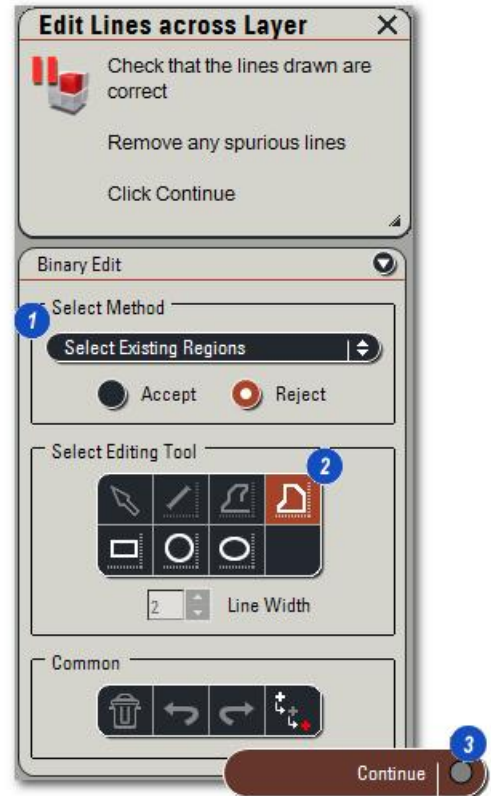 Edit Lines across Layer
Check that the lines drawn are
correct
Remove any spurious lines
Click Continue
Binary Edit
Select Method
1
Select Existing Regions
Accept Reject
Select Editing Tool
2
2 Line Width
Common
3
Continue